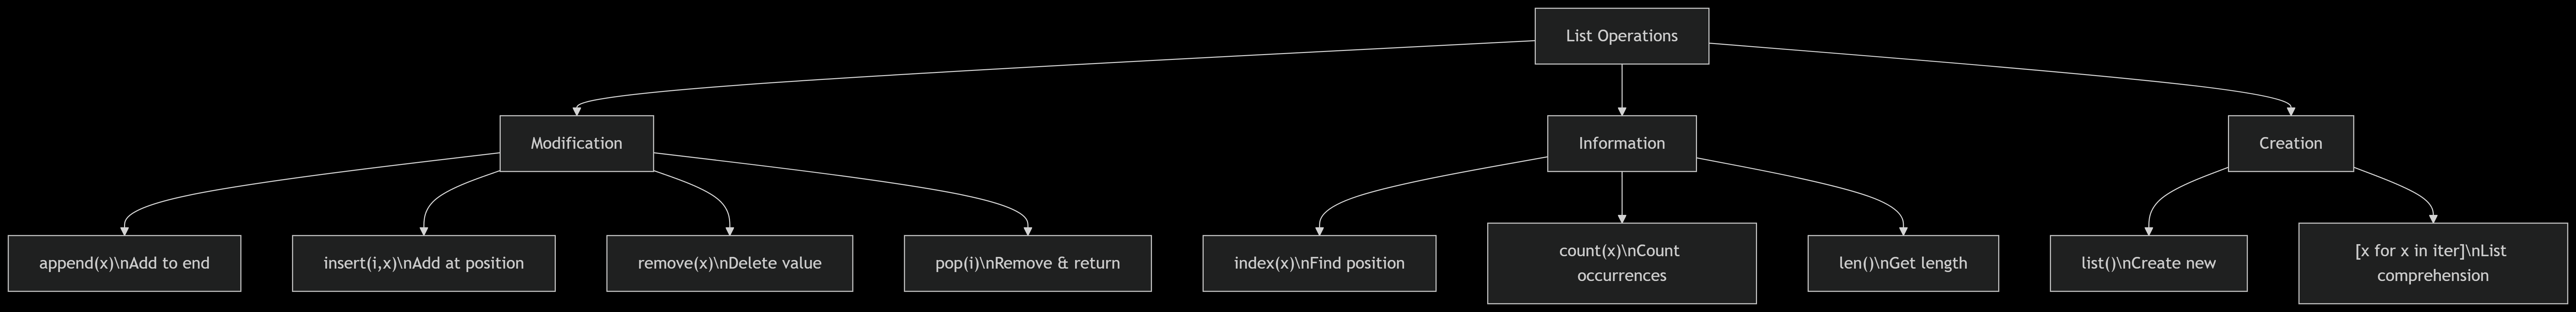 List Operations
Modification
Information
Creation
append(x)\nAdd to end
insert(i,x)\nAdd at position
remove(x)\nDelete value
pop(i)\nRemove & return
index(x)\nFind position
count(x)\nCount
occurrences
len()\nGet length
list()\nCreate new
[x for x in iter]\nList
comprehension